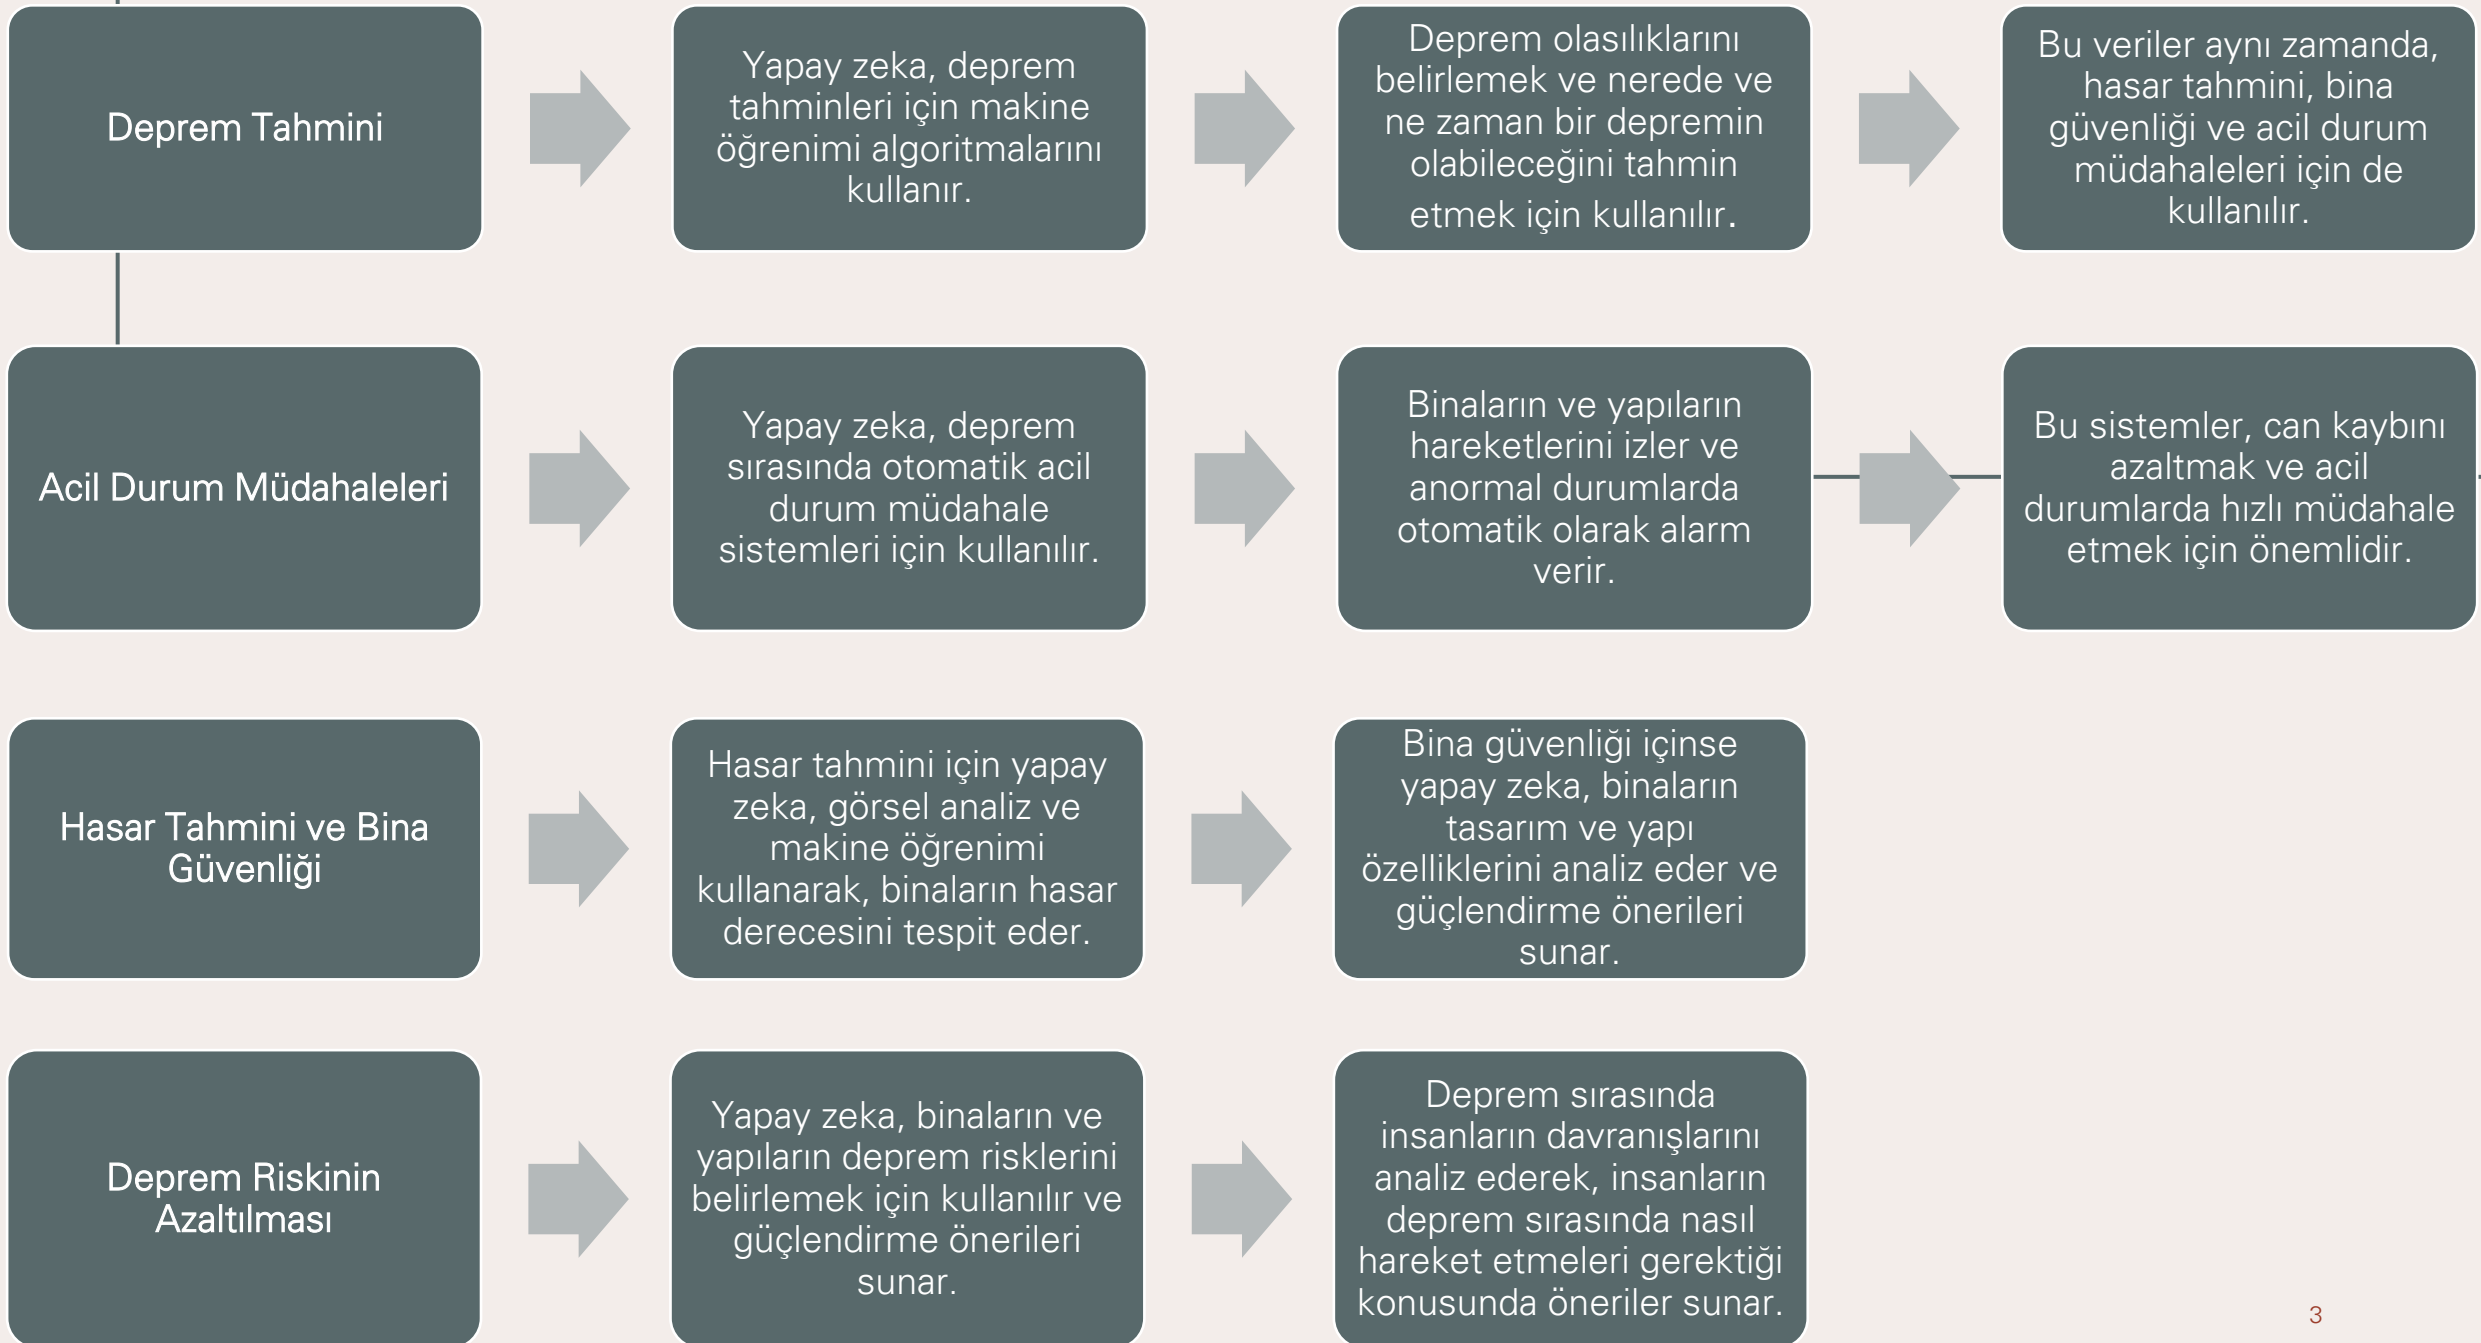 Deprem Tahmini
Yapay zeka, deprem
tahminleri için makine
öğrenimi algoritmalarını
kullanır.
Deprem olasılıklarını
belirlemek ve nerede ve
ne zaman bir depremin
olabileceğini tahmin
etmek için kullanılır.
Bu veriler aynı zamanda,
hasar tahmini, bina
güvenliği ve acil durum
müdahaleleri için de
kullanılır.
Acil Durum Müdahaleleri
Yapay zeka, deprem
sırasında otomatik acil
durum müdahale
sistemleri için kullanılır.
Binaların ve yapıların
hareketlerini izler ve
anormal durumlarda
otomatik olarak alarm
verir.
Bu sistemler, can kaybını
azaltmak ve acil
durumlarda hızlı müdahale
etmek için önemlidir.
Hasar Tahmini ve Bina
Güvenliği
Hasar tahmini için yapay
zeka, görsel analiz ve
makine öğrenimi
kullanarak, binaların hasar
derecesini tespit eder.
Bina güvenliği içinse
yapay zeka, binaların
tasarım ve yapı
özelliklerini analiz eder ve
güçlendirme önerileri
sunar.
Deprem Riskinin
Azaltılması
Yapay zeka, binaların ve
yapıların deprem risklerini
belirlemek için kullanılır ve
güçlendirme önerileri
sunar.
Deprem sırasında
insanların davranışlarını
analiz ederek, insanların
deprem sırasında nasıl
hareket etmeleri gerektiği
konusunda öneriler sunar.
3